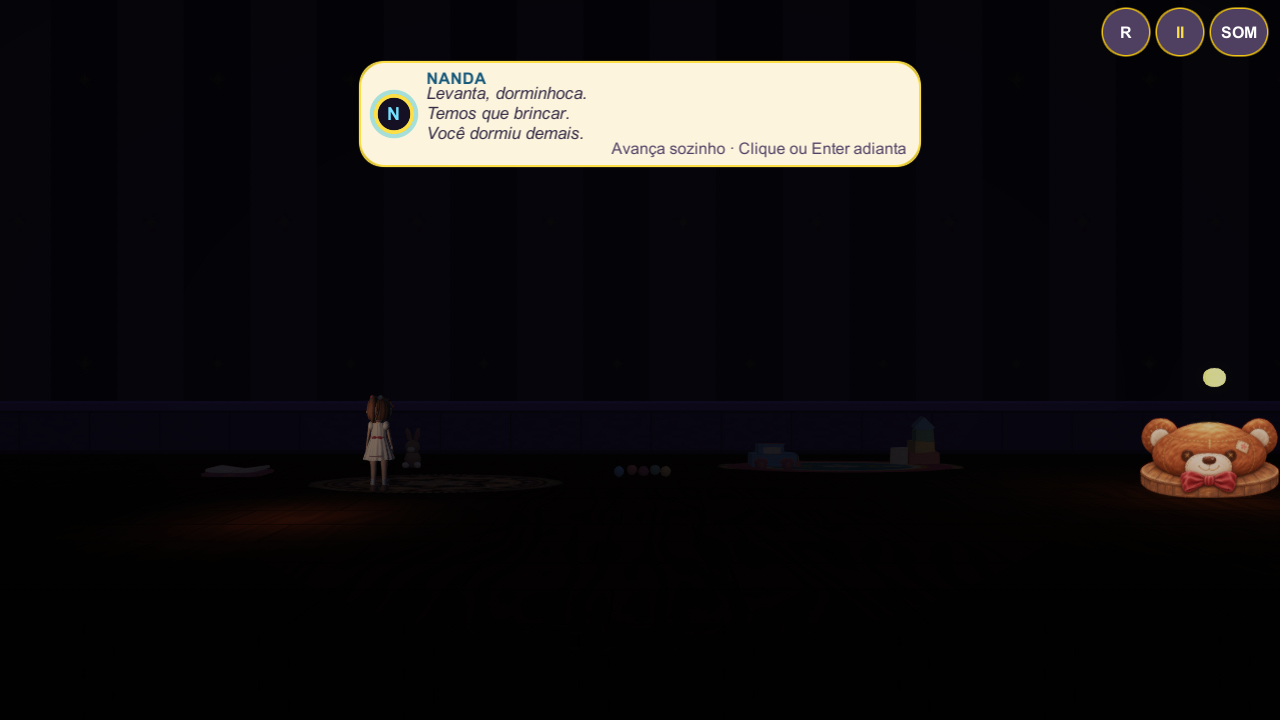 R
II
SOM
NANDA
N
Levanta, dorminhoca.
Temos que brincar.
Você dormiu demais.
Avança sozinho · Clique ou Enter adianta